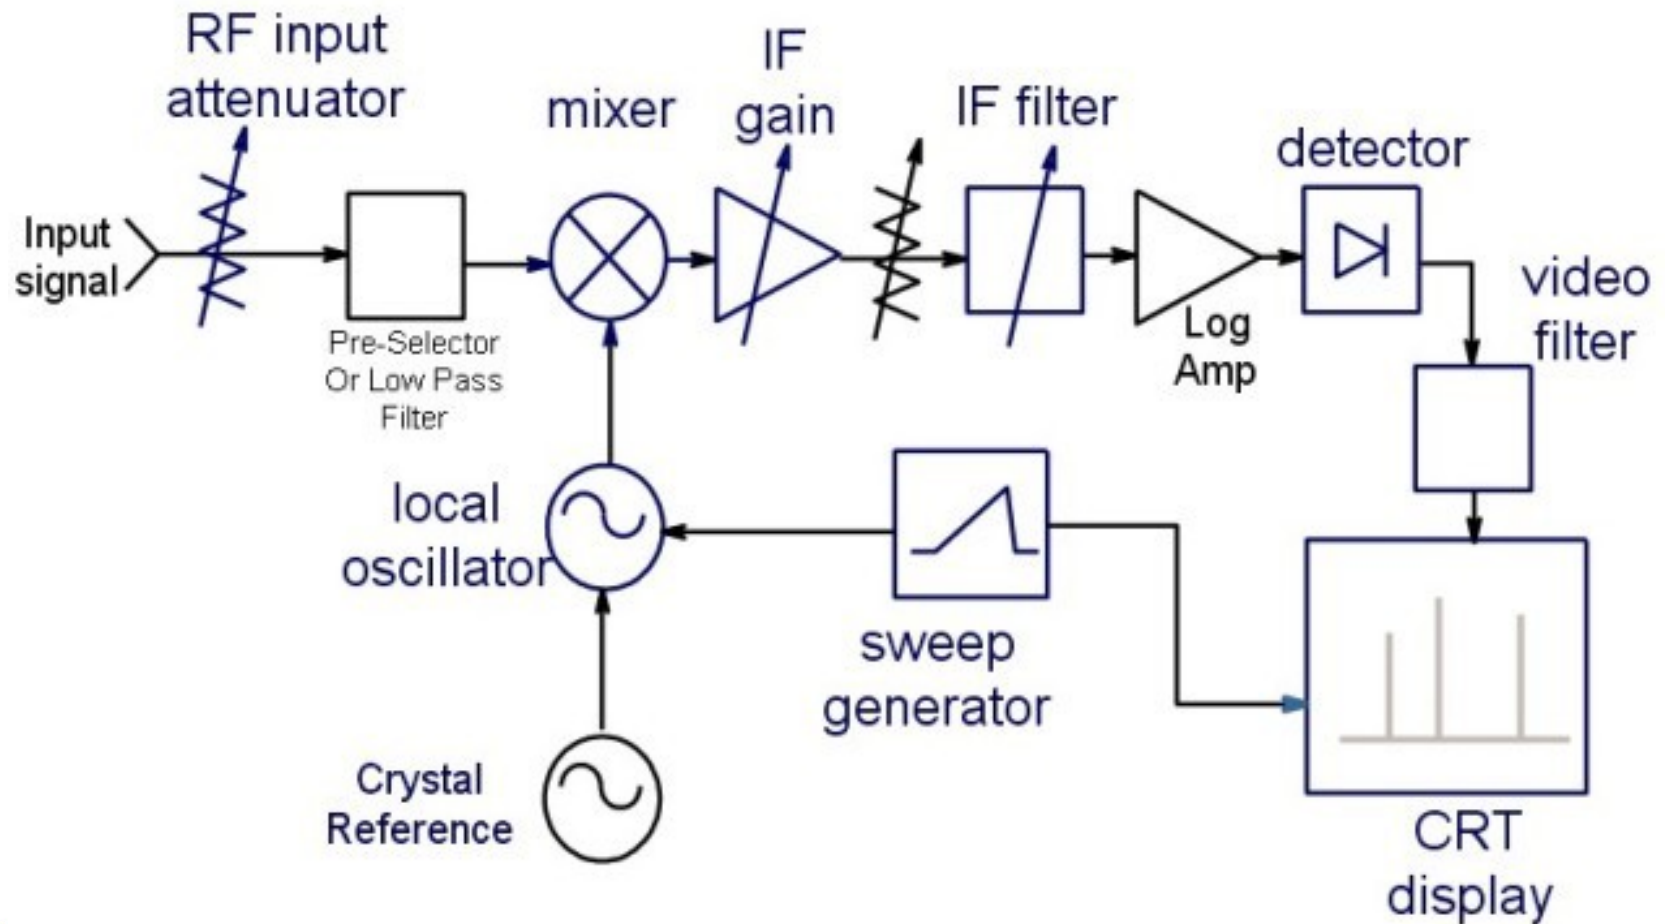 RF input
attenuator
mixer
IF
gain
IF filter
detector
Input
signal
Pre-Selector
Or Low Pass
Filter
Log
Amp
video
filter
local
oscillator
sweep
generator
Crystal
Reference
CRT
display